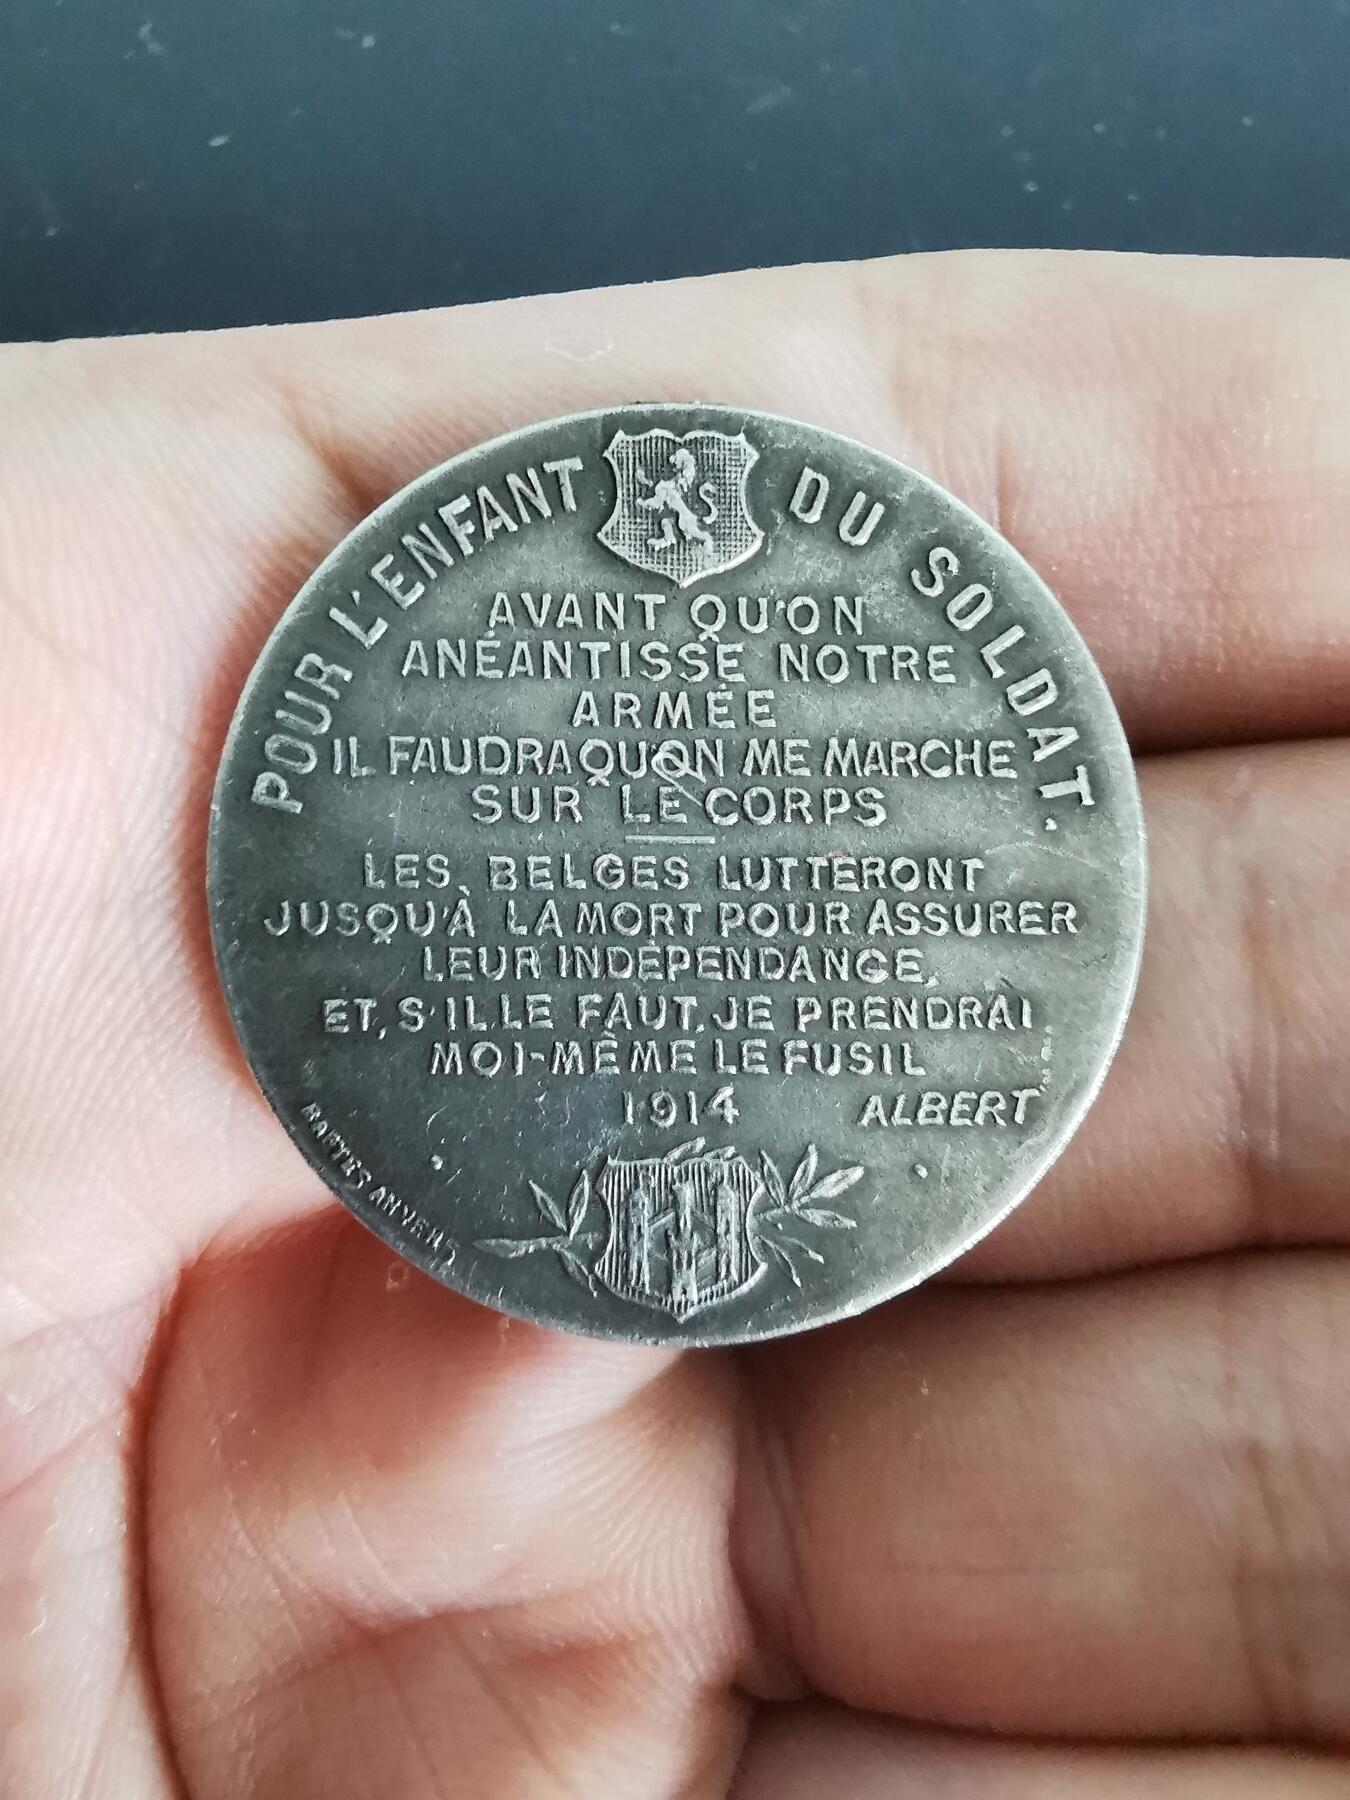 POUR L'ENFANT DU SOLDAT.
AVANT QU'ON
ANÉANTISSE NOTRE
ARMÉE
IL FAUDRA QU'ON ME MARCHE
SUR LE CORPS
LES BELGES LUTTERONT
JUSQU'À LA MORT POUR ASSURER
LEUR INDÉPENDANCE,
ET, S'IL LE FAUT, JE PRENDRAI
MOI-MÊME LE FUSIL
1914 ALBERT